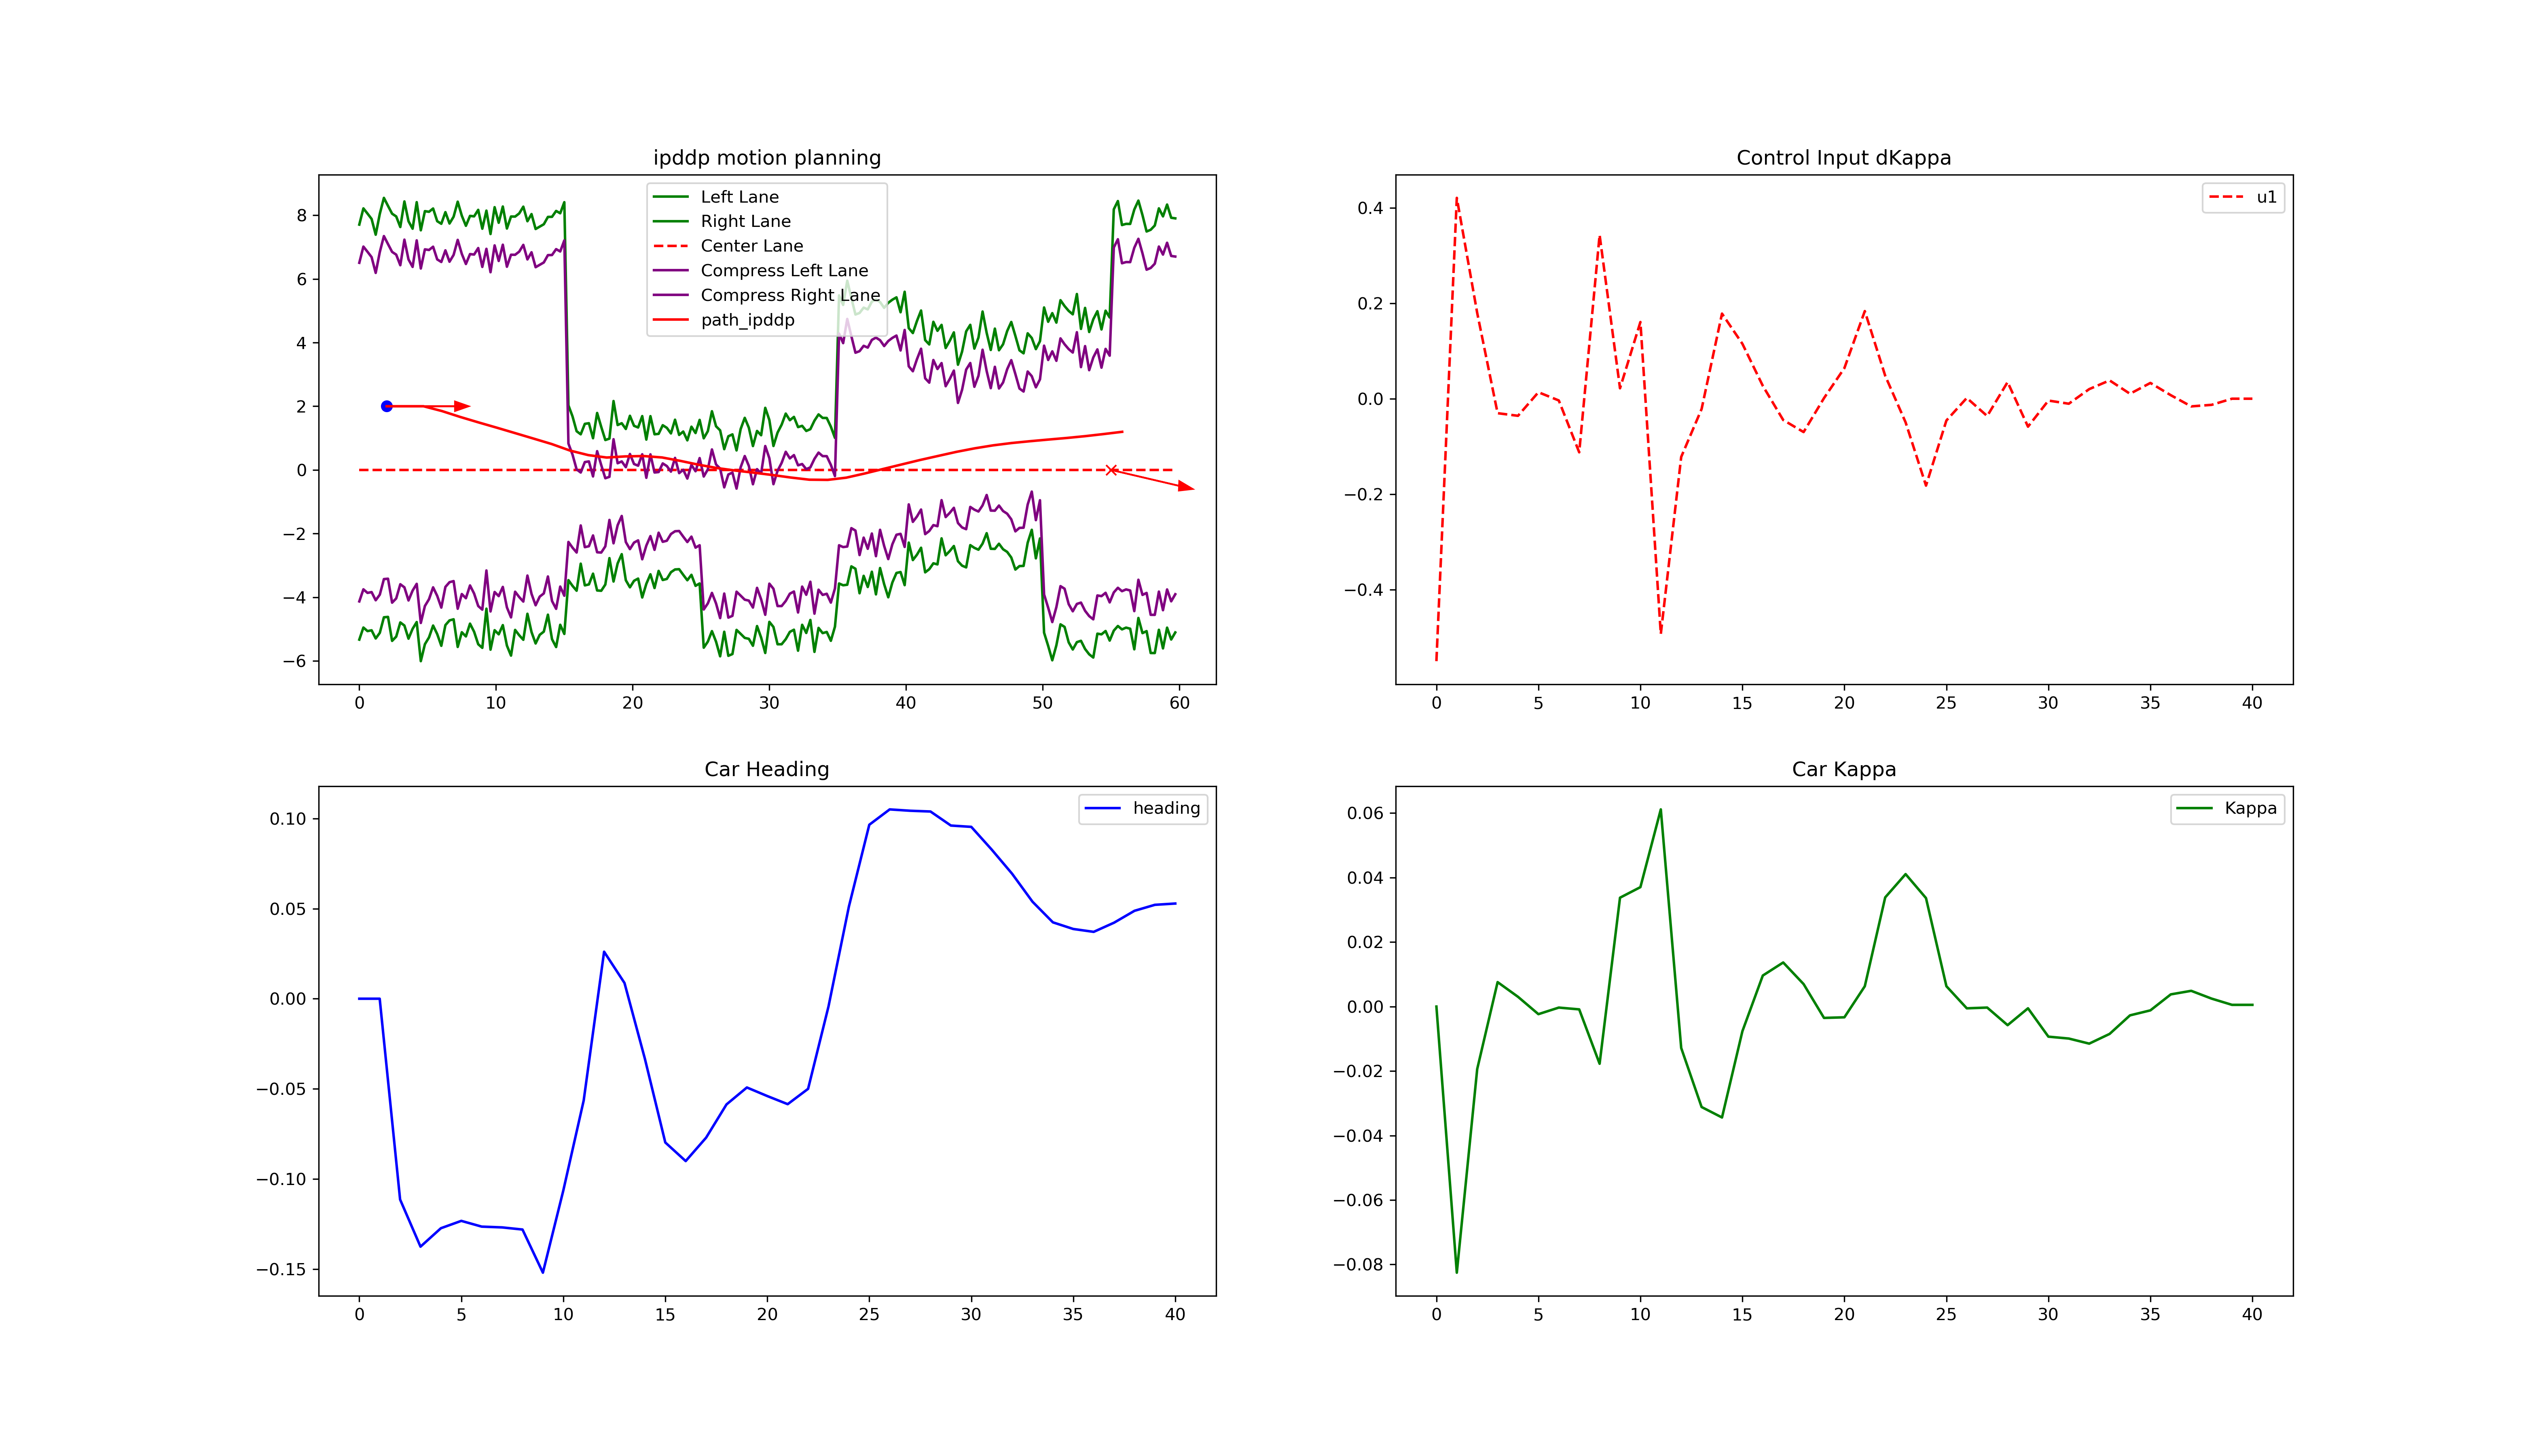 ipddp motion planning
Left Lane
Right Lane
Center Lane
Compress Left Lane
Compress Right Lane
path_ipddp
8
6
4
2
0
−2
−4
−6
0 10 20 30 40 50 60
Control Input dKappa
u1
0.4
0.2
0.0
−0.2
−0.4
0 5 10 15 20 25 30 35 40
Car Heading
heading
0.10
0.05
0.00
−0.05
−0.10
−0.15
0 5 10 15 20 25 30 35 40
Car Kappa
Kappa
0.06
0.04
0.02
0.00
−0.02
−0.04
−0.06
−0.08
0 5 10 15 20 25 30 35 40